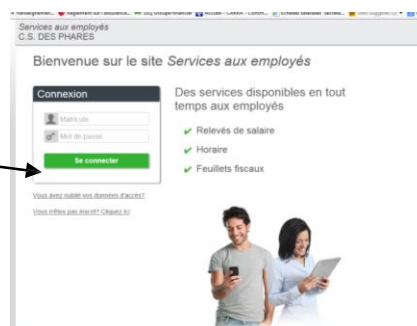 Services aux employés
C.S. DES PHARES
Bienvenue sur le site Services aux employés
Connexion
Matricule
Mot de passe
Se connecter
Vous avez oublié vos données d'accès?
Vous n'êtes pas inscrit? Cliquez ici
Des services disponibles en tout
temps aux employés
Relevés de salaire
Horaire
Feuillets fiscaux